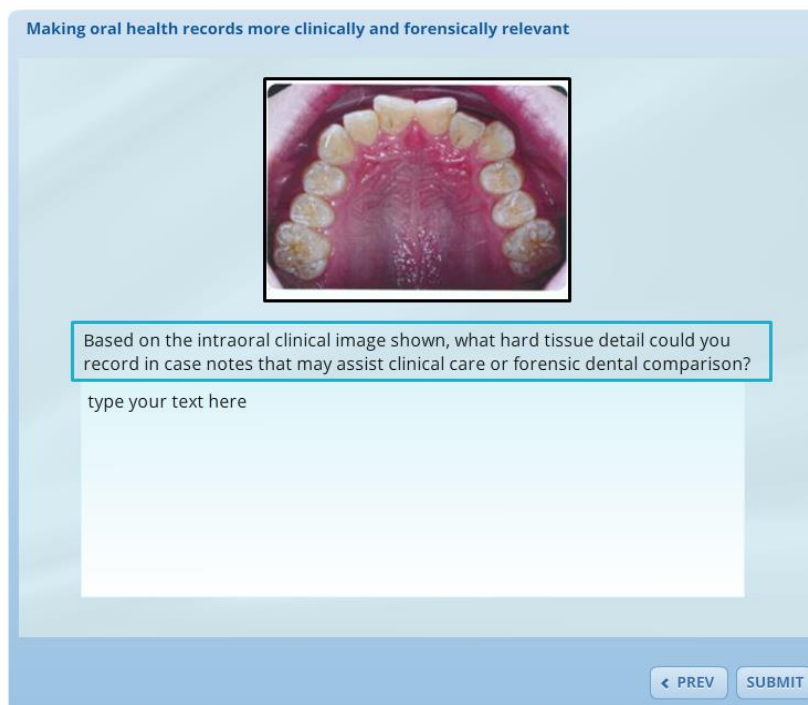 Making oral health records more clinically and forensically relevant
Based on the intraoral clinical image shown, what hard tissue detail could you
record in case notes that may assist clinical care or forensic dental comparison?
type your text here
PREV SUBMIT